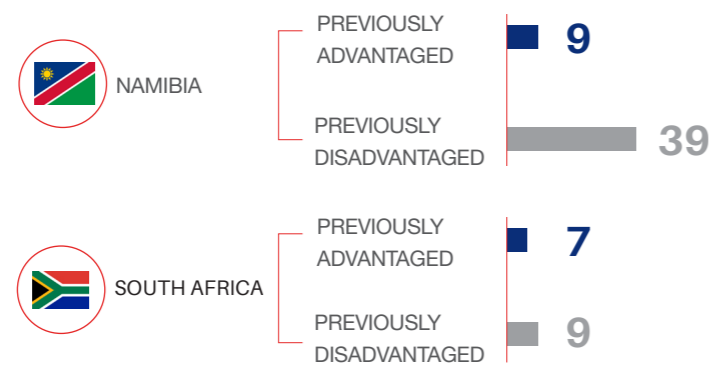 NAMIBIA
PREVIOUSLY
ADVANTAGED
9
PREVIOUSLY
DISADVANTAGED
39
SOUTH AFRICA
PREVIOUSLY
ADVANTAGED
7
PREVIOUSLY
DISADVANTAGED
9